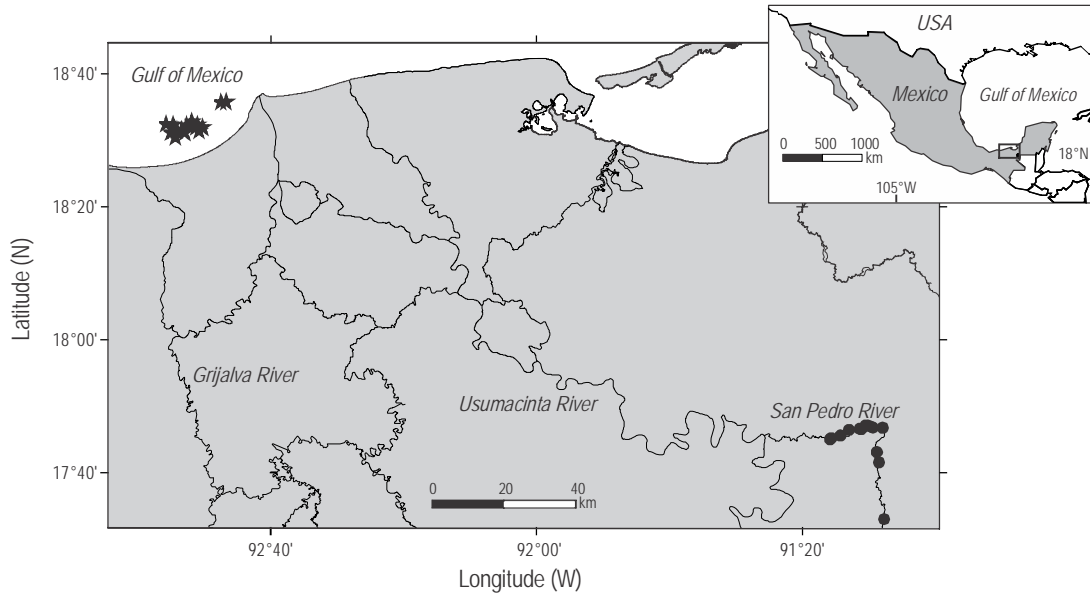 USA
Mexico
Gulf of Mexico
0 500 1000
km
18°N
105°W
18°40'
Gulf of Mexico
18°20'
Latitude (N)
18°00'
Grijalva River
Usumacinta River
San Pedro River
17°40'
0 20 40
km
92°40' 92°00' 91°20'
Longitude (W)